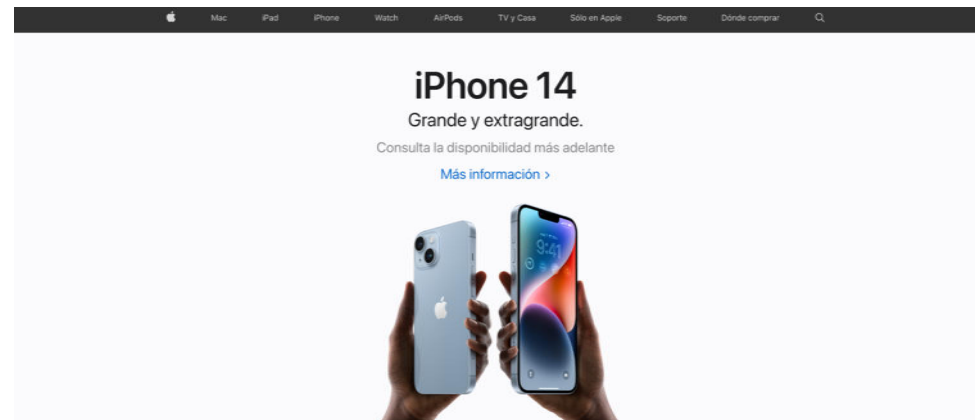 Mac iPad iPhone Watch AirPods TV y Casa Sólo en Apple Soporte Dónde comprar
iPhone 14
Grande y extragrande.
Consulta la disponibilidad más adelante
Más información >
9:41